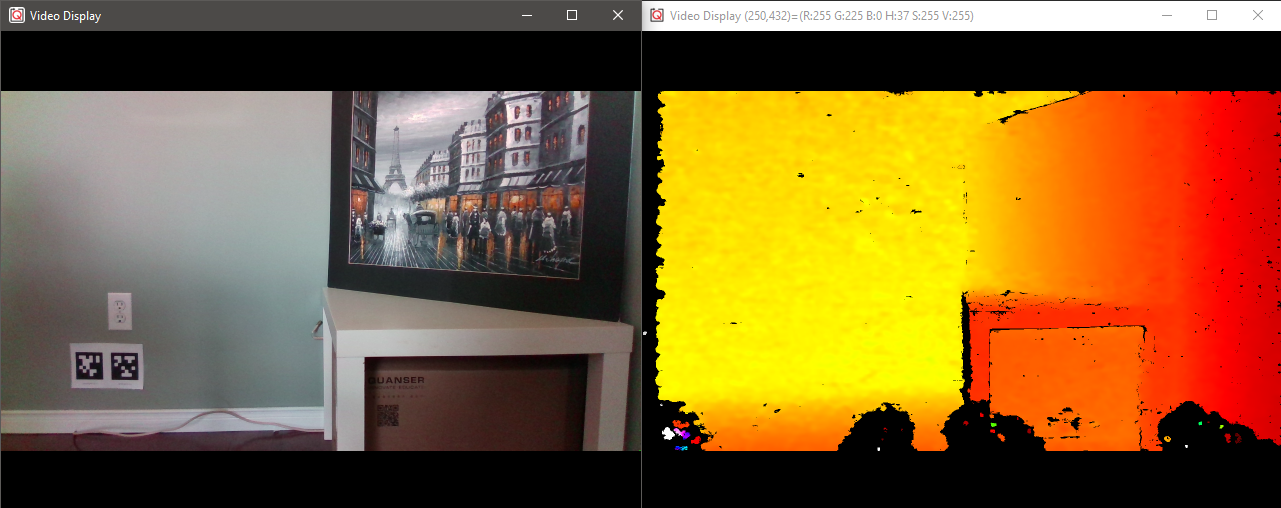 Video Display
Video Display (250,432)=(R:255 G:225 B:0 H:37 S:255 V:255)
QUANSER